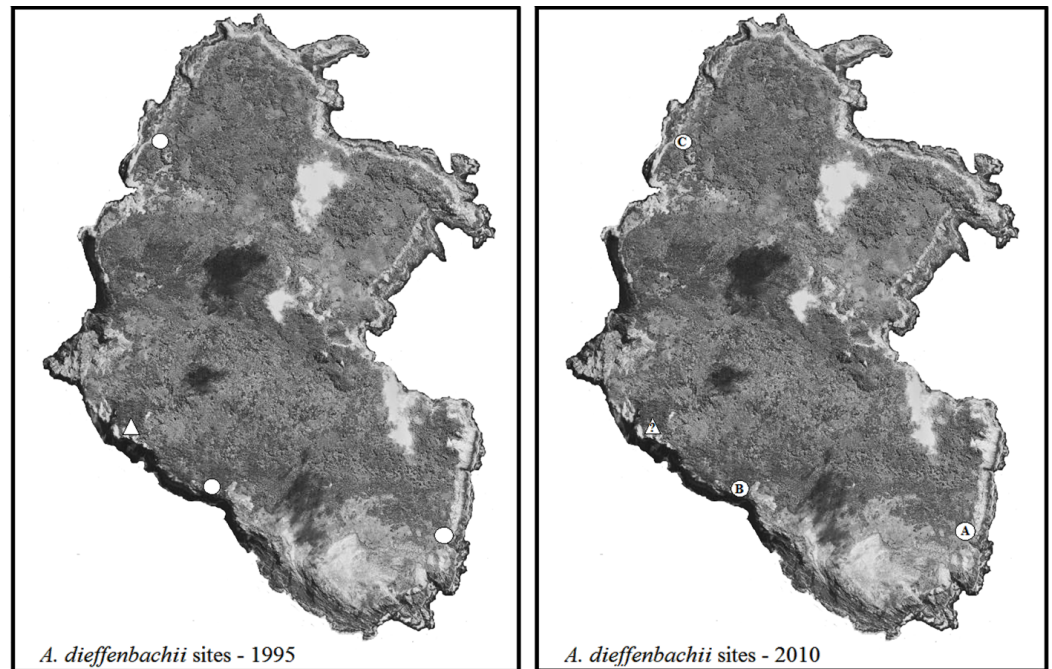 C
?
B
A
A. dieffenbachii sites - 1995
A. dieffenbachii sites - 2010